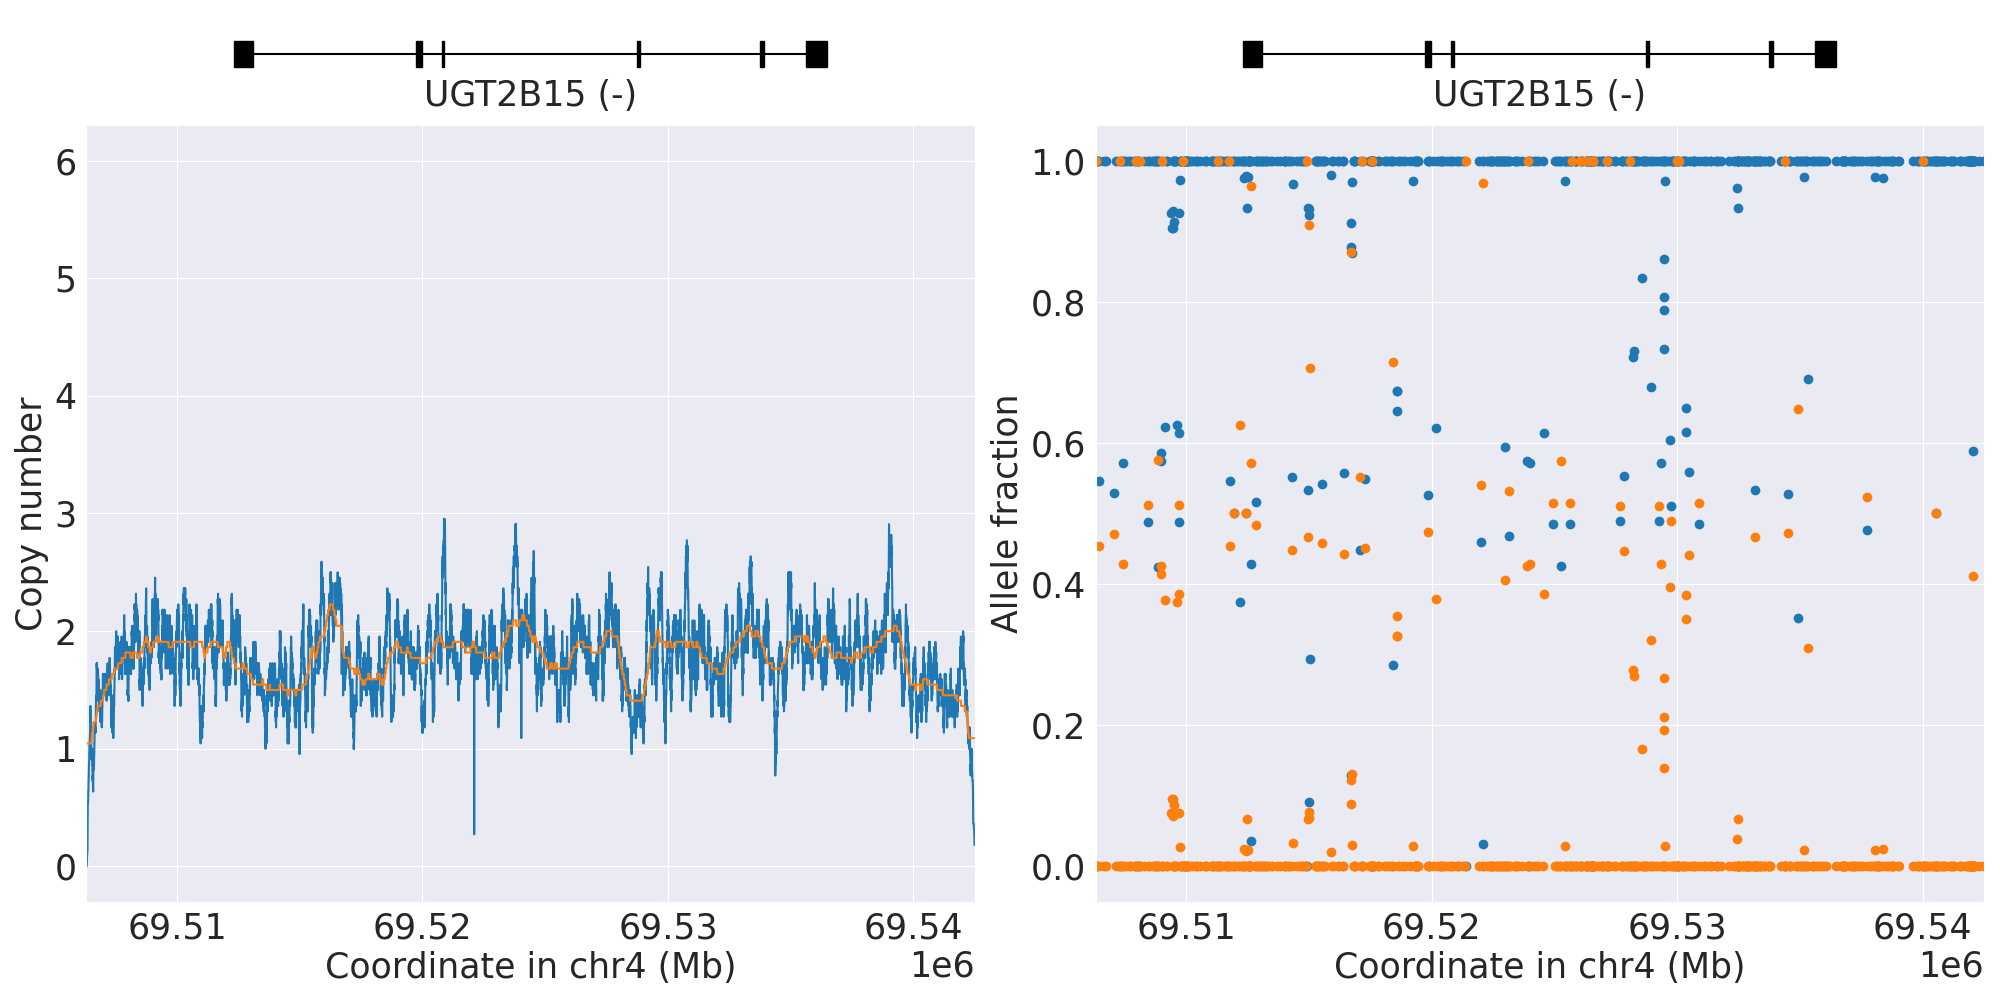 UGT2B15 (-)
UGT2B15 (-)
6
5
4
3
2
1
0
Copy number
69.51
69.52
69.53
69.54
Coordinate in chr4 (Mb)
1e6
1.0
0.8
0.6
0.4
0.2
0.0
Allele fraction
69.51
69.52
69.53
69.54
Coordinate in chr4 (Mb)
1e6